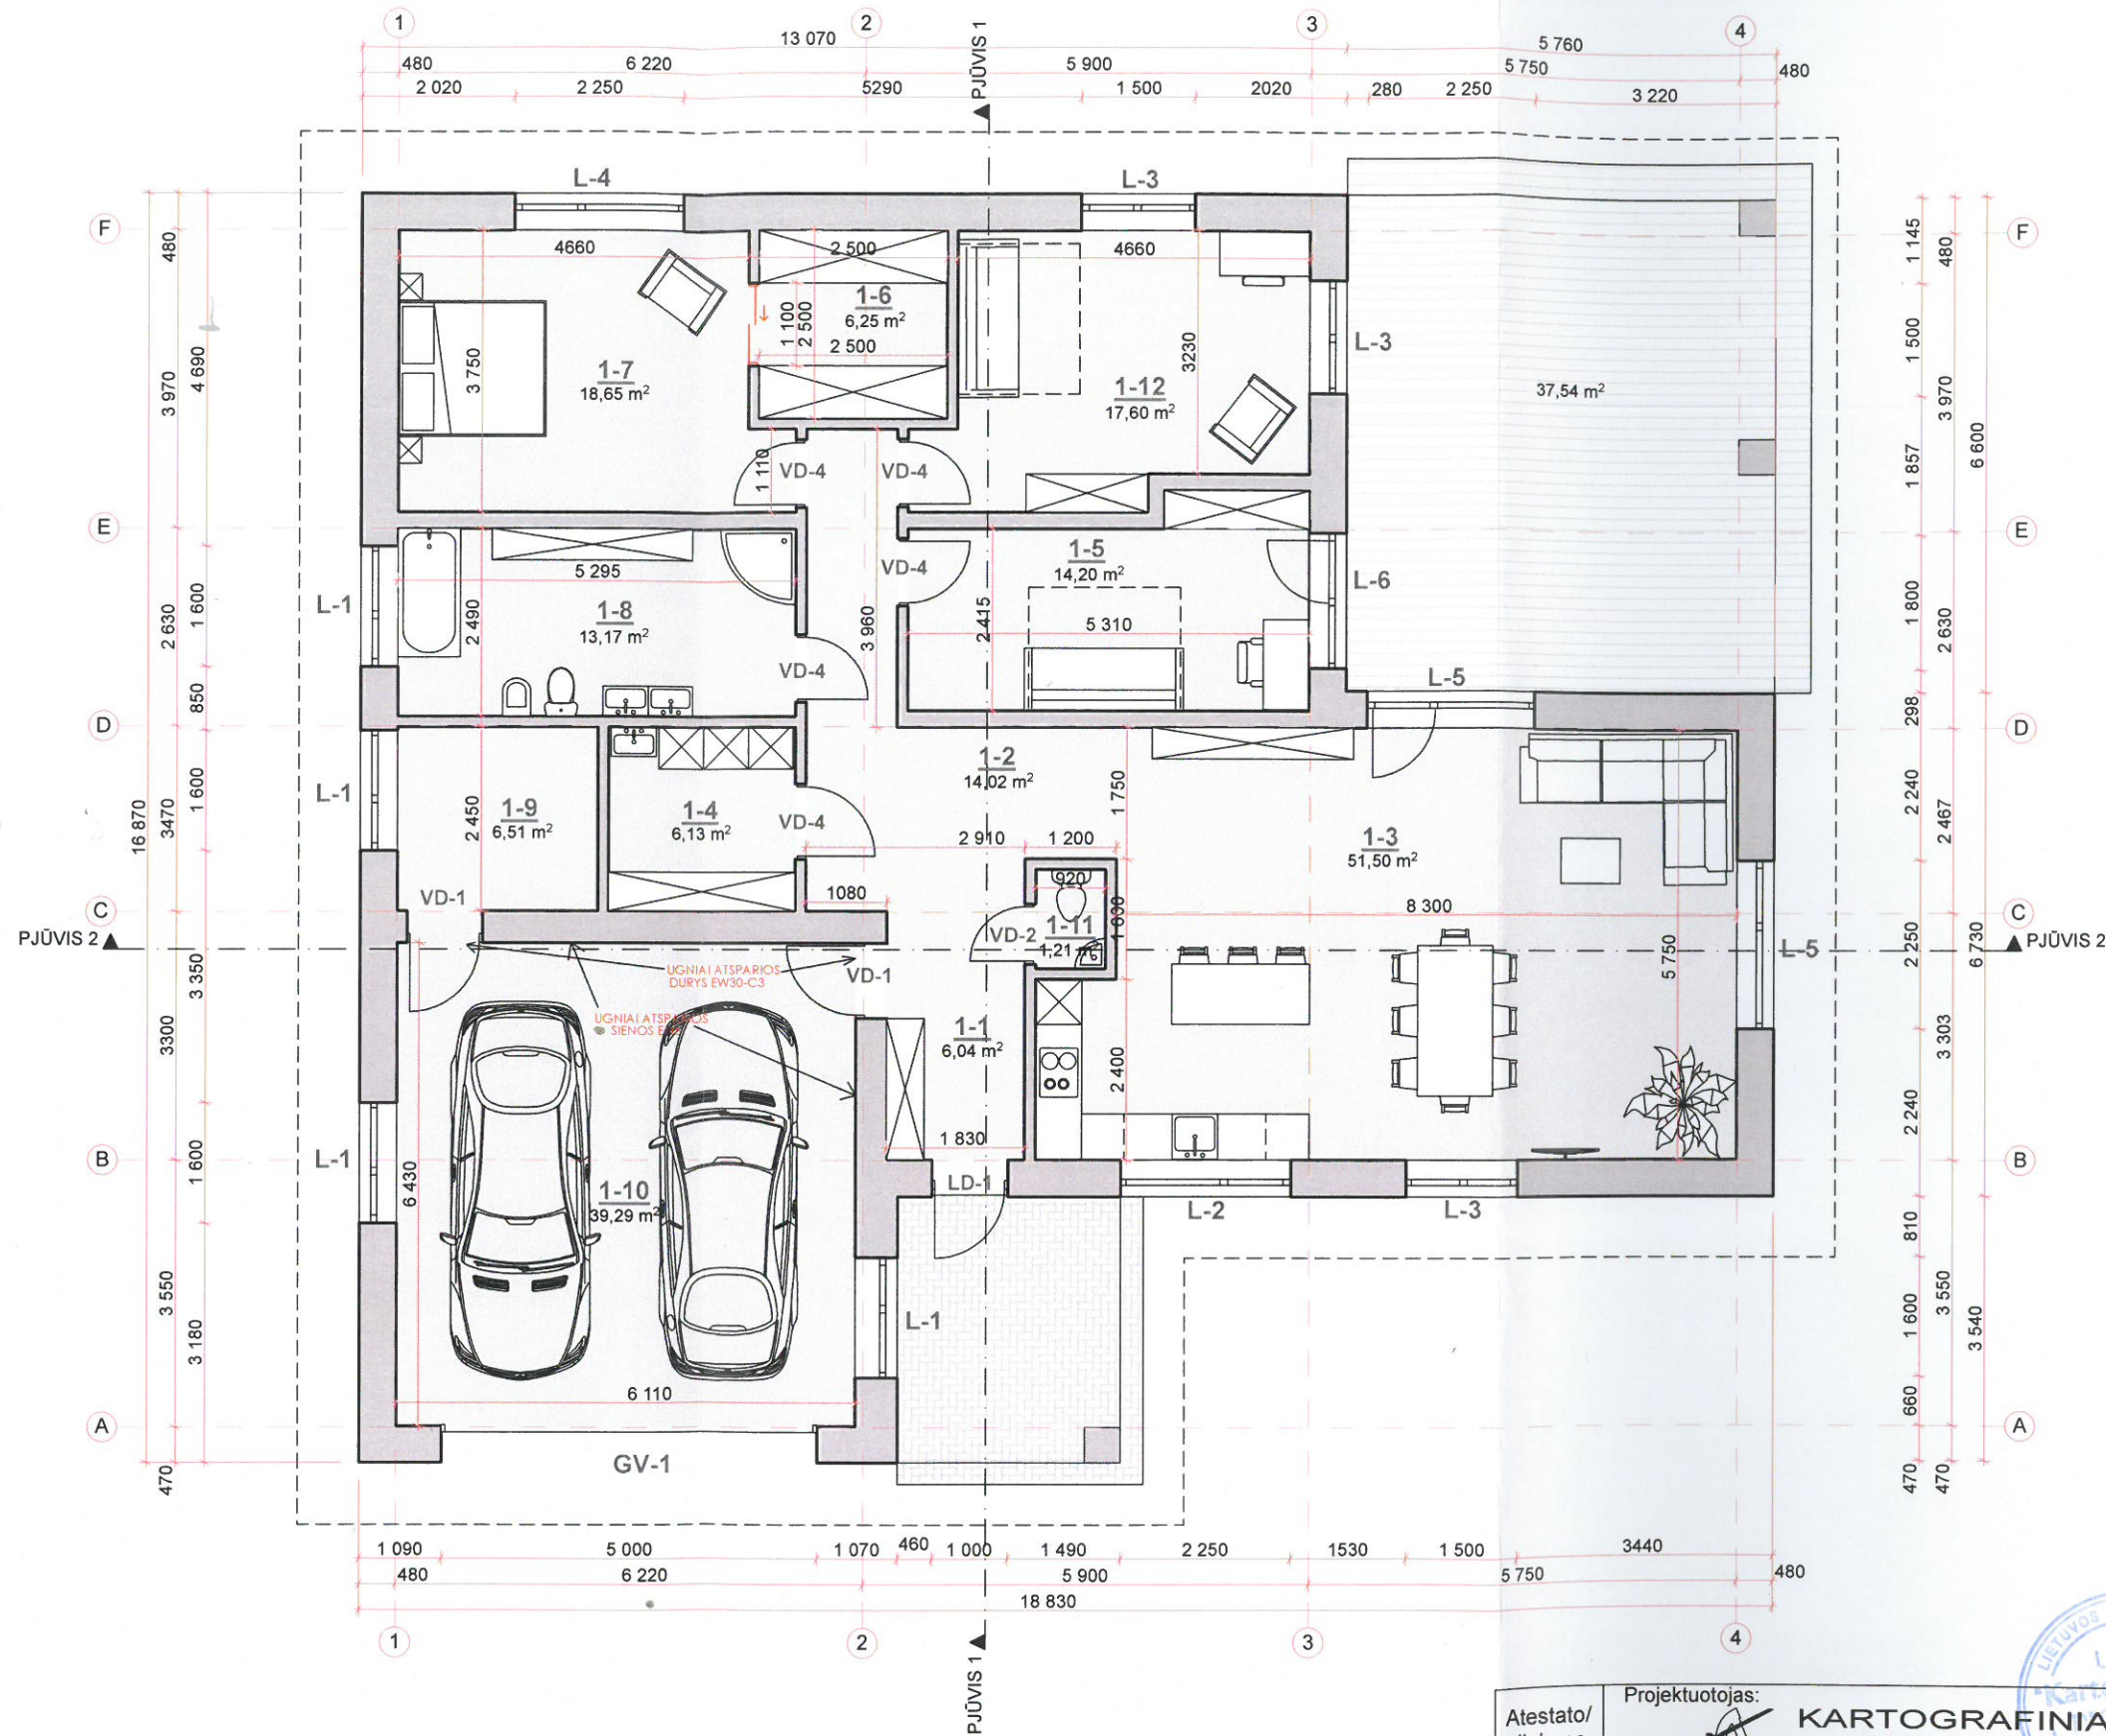 1 2 3 4
13 070 5 760
480 6 220 5 900 5 750 480
2 020 2 250 5290 1 500 2020 280 2 250 3 220
PJŪVIS 1
L-4 L-3
F F
4660 2 500 4660
480 1 145 480
1-6
6,25 m²
1 100
2 500
2 500
3 750
3230
L-3
1-7
18,65 m²
1-12
17,60 m²
37,54 m²
3 970 4 690
1 500 3 970
6 600
1 857
VD-4 VD-4
1 110
E E
5 295
1-5
14,20 m²
VD-4
L-6
L-1
1-8
13,17 m²
2 490
3 960
2 415
5 310
2 630 1 600
1 800 2 630
VD-4
L-5
850
298
D D
1-2
14,02 m²
L-1
1-9
6,51 m²
2 450
1-4
6,13 m²
VD-4
1 750
2 910 1 200
1-3
51,50 m²
16 870 3470 1 600
2 240 2 467
VD-1
1080
920
8 300
C C
PJŪVIS 2
VD-2
1-11
1,21 m²
1 600
L-5
PJŪVIS 2
UGNIAI ATSPARIOS
DURYS EW30-C3
VD-1
UGNIAI ATSPARIOS
SIENOS
3 350
3300
5 750
2 250
6 730
3 303
1-1
6,04 m²
2 400
2 240
1 830
B B
L-1
1 600
6 430
1-10
39,29 m²
LD-1
L-2 L-3
810
L-1
3 550
3 180
1 600 3 550
3 540
6 110
660
A A
GV-1
470
470 470
1 090 5 000 1 070 460 1 000 1 490 2 250 1530 1 500 3440
480 6 220 5 900 5 750 480
18 830
1 2 3 4
PJŪVIS 1
LIETUVOS
Atestato/
Projektuotojas:
KARTOGRAFINIA